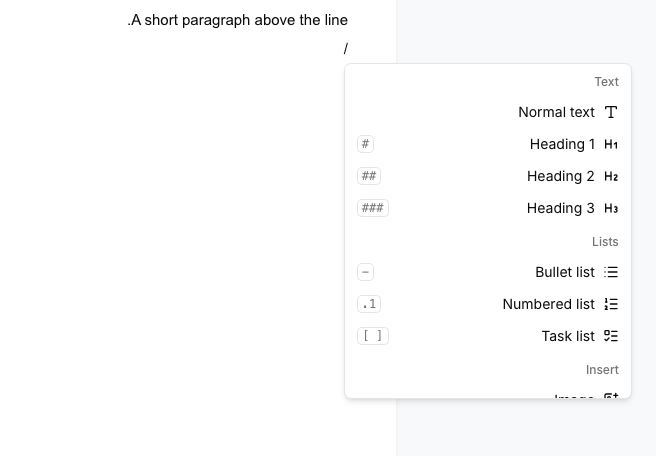 .A short paragraph above the line
/
Text
Normal text
Heading 1 #
Heading 2 ##
Heading 3 ###
Lists
Bullet list -
Numbered list .1
Task list [ ]
Insert
Image